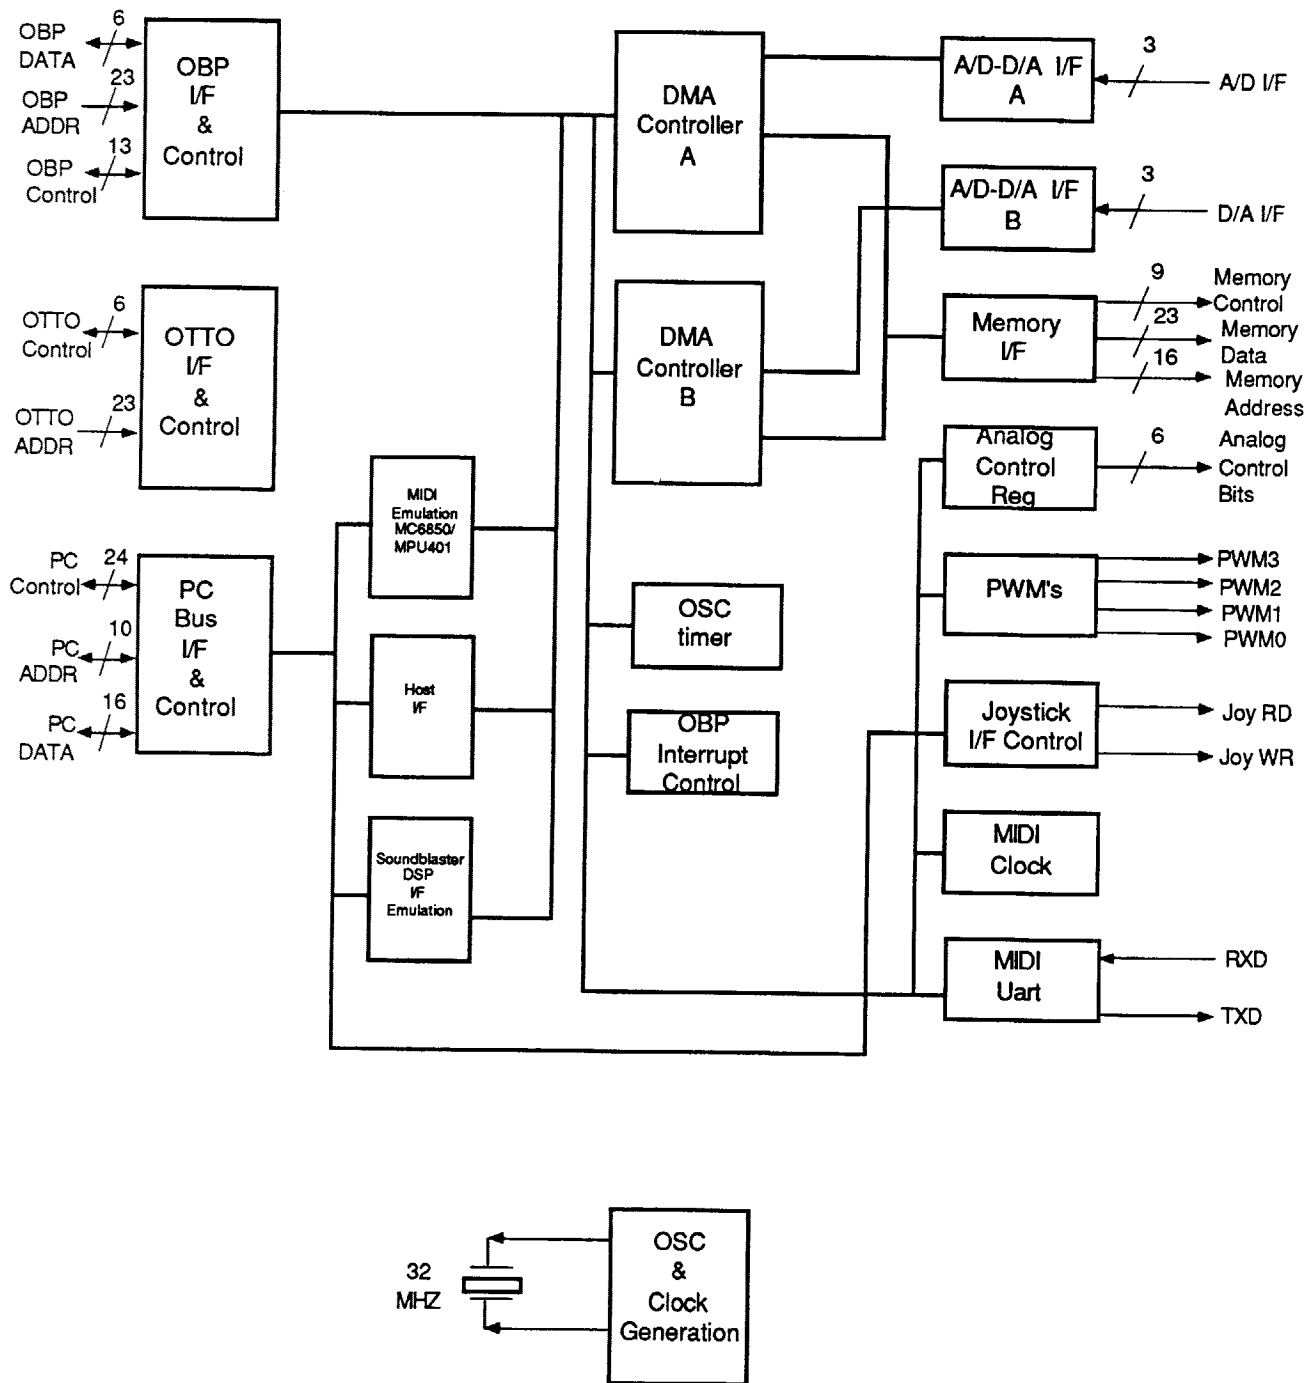 6
OBP
DATA
23
OBP
ADDR
13
OBP
Control
OBP
I/F
&
Control
6
OTTO
Control
23
OTTO
ADDR
OTTO
I/F
&
Control
24
PC
Control
10
PC
ADDR
16
PC
DATA
PC
Bus
I/F
&
Control
MIDI
Emulation
MC6850/
MPU401
Host
I/F
Soundblaster
DSP
I/F
Emulation
DMA
Controller
A
DMA
Controller
B
OSC
timer
OBP
Interrupt
Control
A/D-D/A I/F
A
3
A/D I/F
A/D-D/A I/F
B
3
D/A I/F
Memory
I/F
9
Memory
Control
23
Memory
Data
16
Memory
Address
Analog
Control
Reg
6
Analog
Control
Bits
PWM's
PWM3
PWM2
PWM1
PWM0
Joystick
I/F Control
Joy RD
Joy WR
MIDI
Clock
MIDI
Uart
RXD
TXD
32
MHZ
OSC
&
Clock
Generation